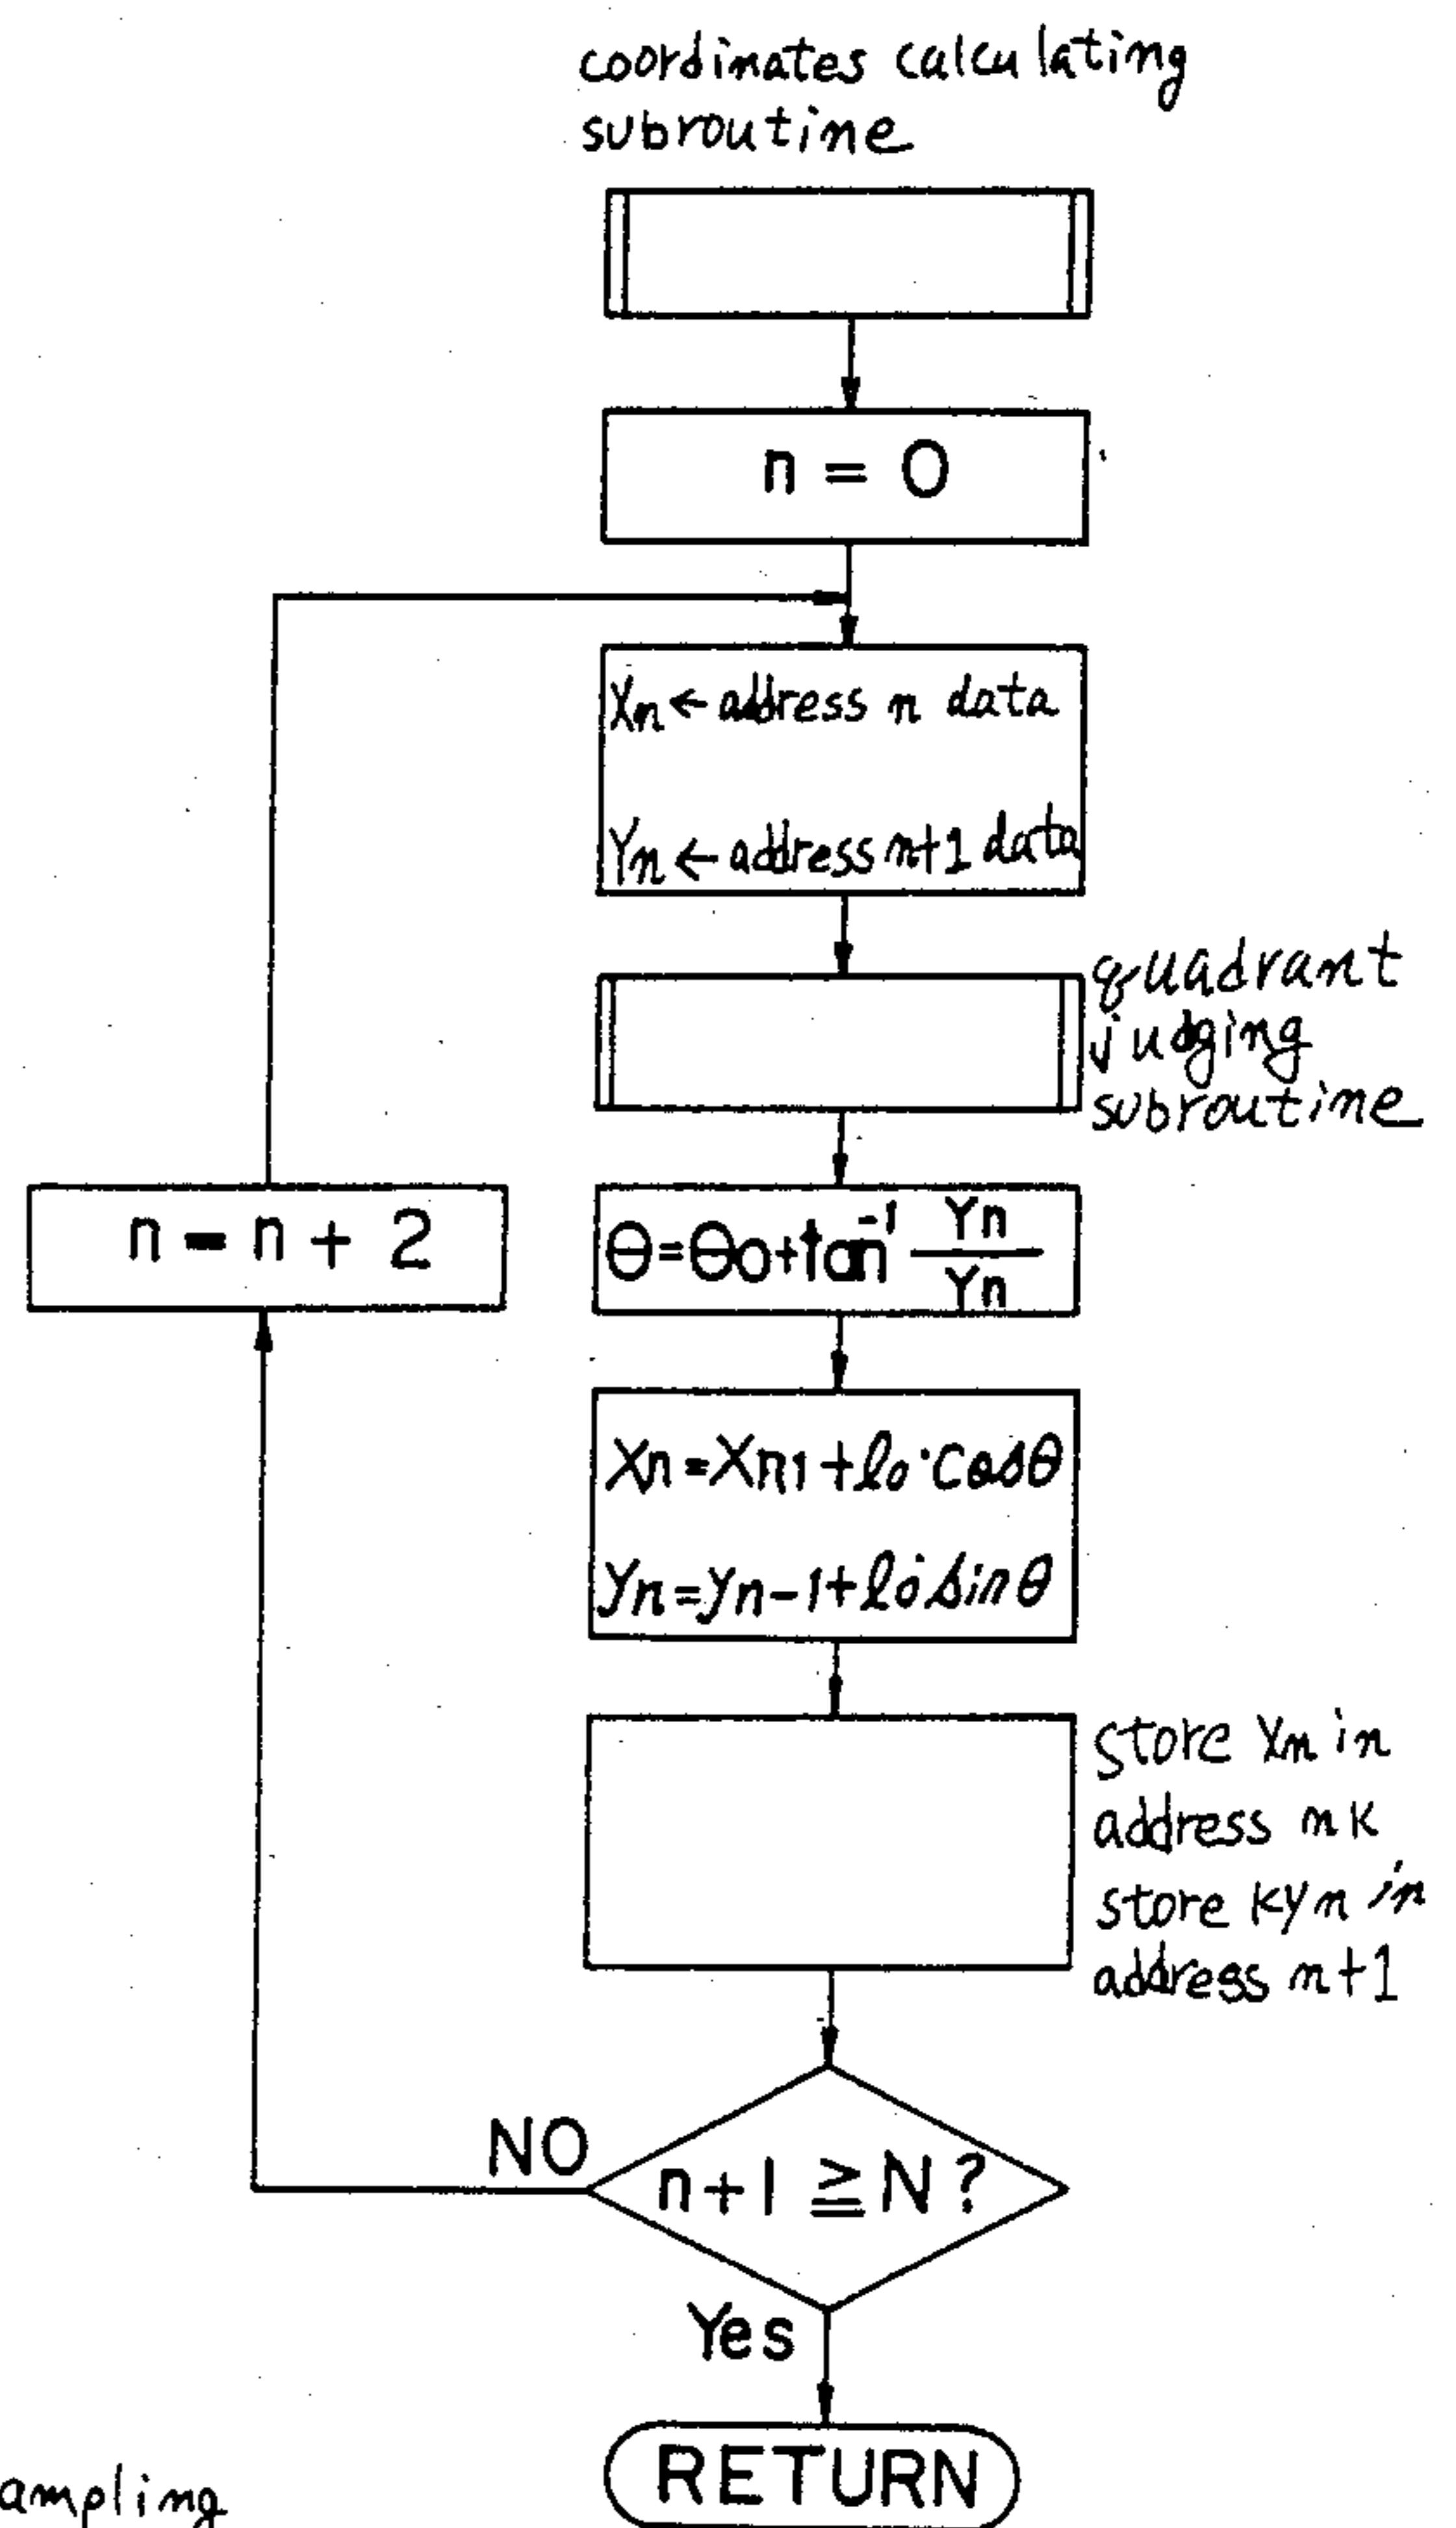 coordinates calculating
subroutine
n = 0
Xn ← address n data
Yn ← address n+1 data
quadrant
judging
subroutine
n = n + 2
θ=θo+tan⁻¹ Yn/Yn
Xn=Xn1+lo·cosθ
yn=yn-1+lo·sinθ
store Xn in
address nK
store Kyn in
address n+1
NO
n+1 ≧ N?
Yes
RETURN
ampling